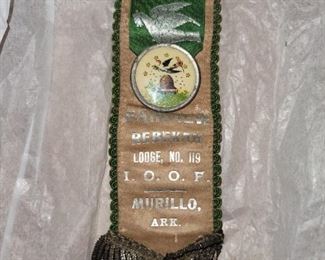 REBEKAH
LODGE, NO. 119
I. O. O. F.
MURILLO,
ARK.